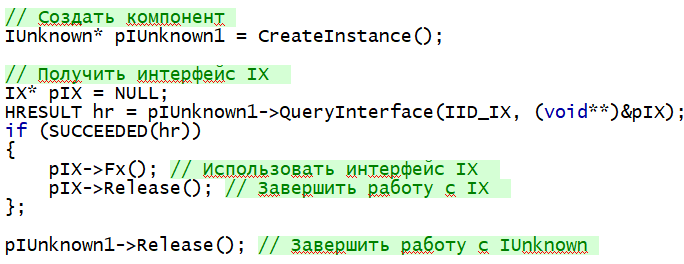 // Создать компонент
IUnknown* pIUnknown1 = CreateInstance();
// Получить интерфейс IX
IX* pIX = NULL;
HRESULT hr = pIUnknown1->QueryInterface(IID_IX, (void**)&pIX);
if (SUCCEEDED(hr))
{
    pIX->Fx(); // Использовать интерфейс IX
    pIX->Release(); // Завершить работу с IX
};
pIUnknown1->Release(); // Завершить работу с IUnknown